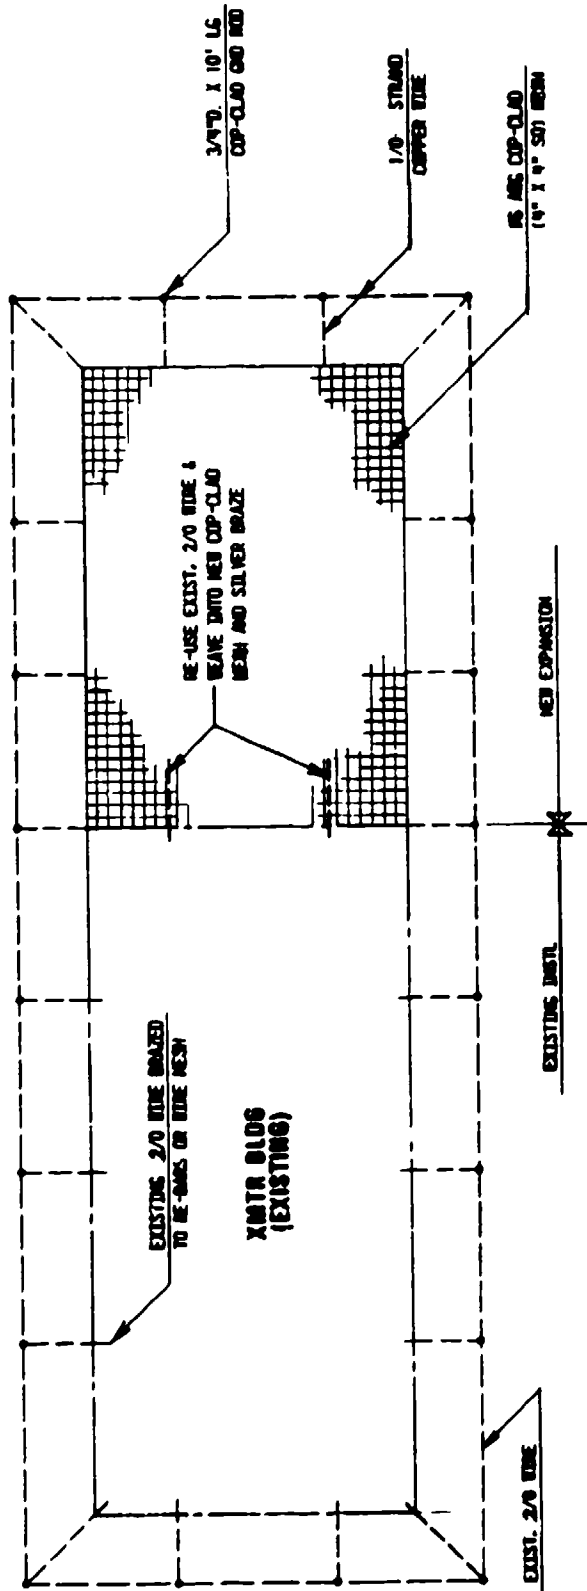 3/4"D. X 10' LG
COP-CLAD GND ROD
1/0 STRAND
COPPER WIRE
#6 AWG COP-CLAD
(4" X 4" SQ) MESH
RE-USE EXIST. 2/0 WIRE &
WEAVE INTO NEW COP-CLAD
MESH AND SILVER BRAZE
NEW EXPANSION
EXISTING INSTL
EXISTING 2/0 WIRE BRAZED
TO RE-BARS OR WIRE MESH
XMTR BLDG
(EXISTING)
EXIST. 2/0 WIRE